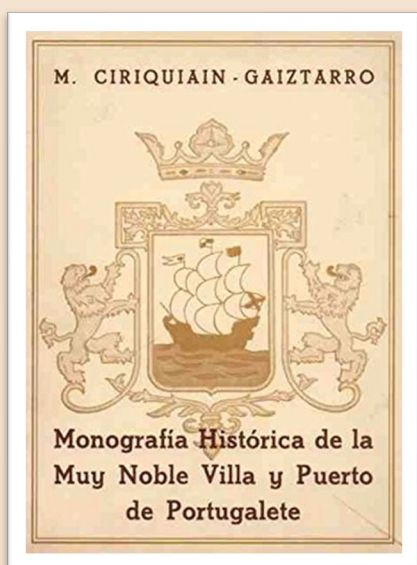 M. CIRIQUIAIN-GAIZTARRO
Monografía Histórica de la
Muy Noble Villa y Puerto
de Portugalete